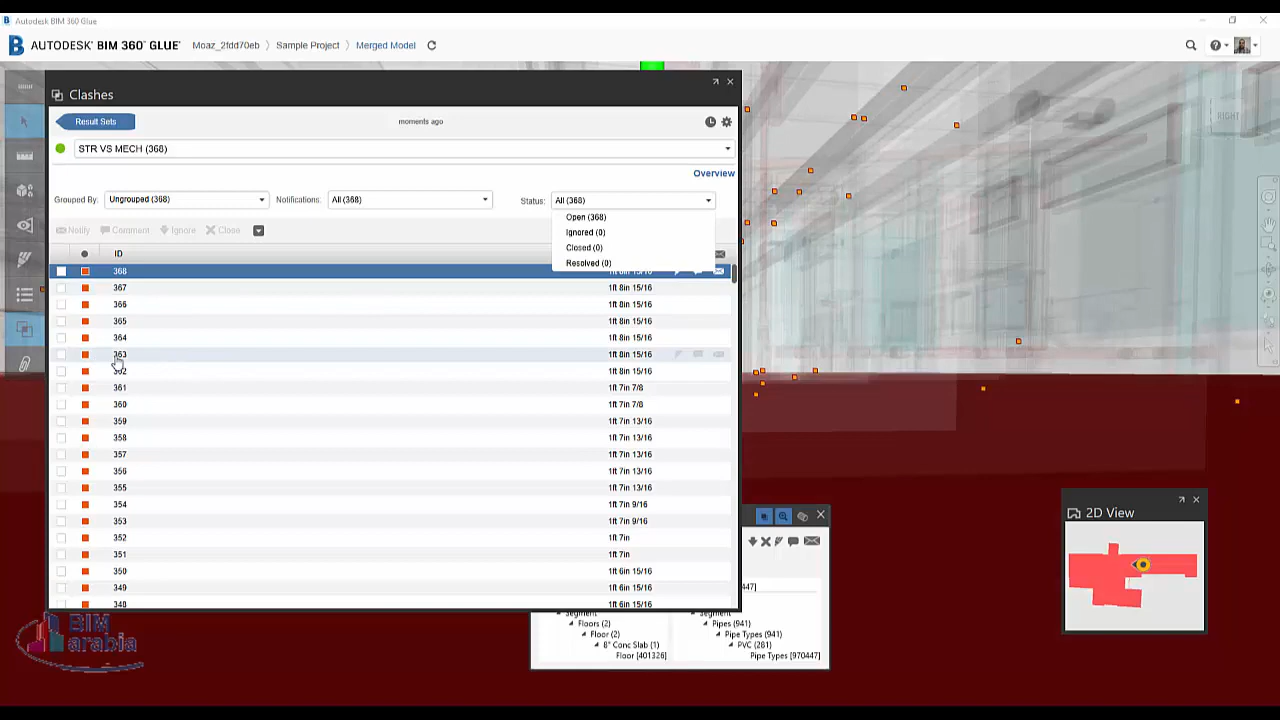 Autodesk BIM 360 Glue
AUTODESK® BIM 360™ GLUE® Moaz_2fdd70eb Sample Project Merged Model
Clashes
Result Sets moments ago
STR VS MECH (368)
Overview
Grouped By: Ungrouped (368) Notifications: All (368) Status: All (368)
Open (368)
Ignored (0)
Closed (0)
Resolved (0)
Notify Comment Ignore Close
ID
368 1ft 8in 15/16
367 1ft 8in 15/16
366 1ft 8in 15/16
365 1ft 8in 15/16
364 1ft 8in 15/16
363 1ft 8in 15/16
362 1ft 8in 15/16
361 1ft 7in 7/8
360 1ft 7in 7/8
359 1ft 7in 13/16
358 1ft 7in 13/16
357 1ft 7in 13/16
356 1ft 7in 13/16
355 1ft 7in 13/16
354 1ft 7in 9/16
353 1ft 7in 9/16
352 1ft 7in
351 1ft 7in
350 1ft 6in 15/16
349 1ft 6in 15/16
348 1ft 6in 15/16
RIGHT
2D View
447]
Segment Segment
Floors (2) Pipes (941)
Floor (2) Pipe Types (941)
8" Conc Slab (1) PVC (281)
Floor [401326] Pipe Types [970447]
BIM
arabia